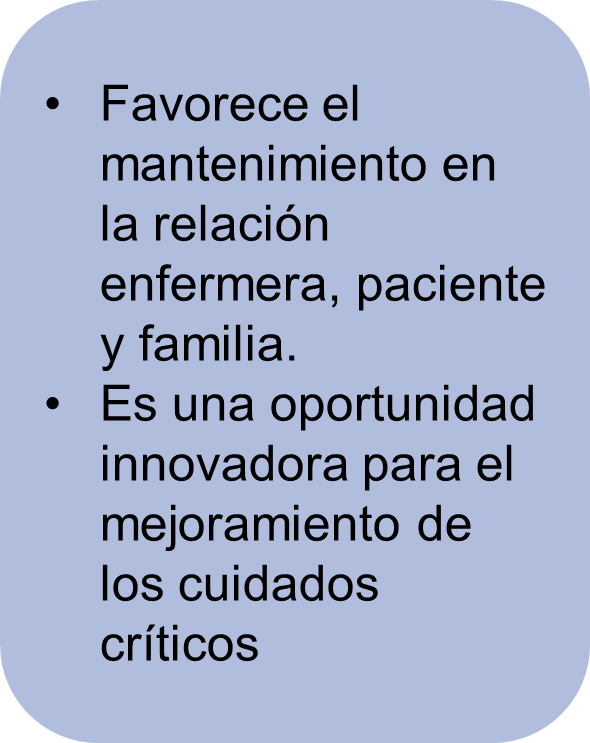 • Favorece el
mantenimiento en
la relación
enfermera, paciente
y familia.
• Es una oportunidad
innovadora para el
mejoramiento de
los cuidados
críticos